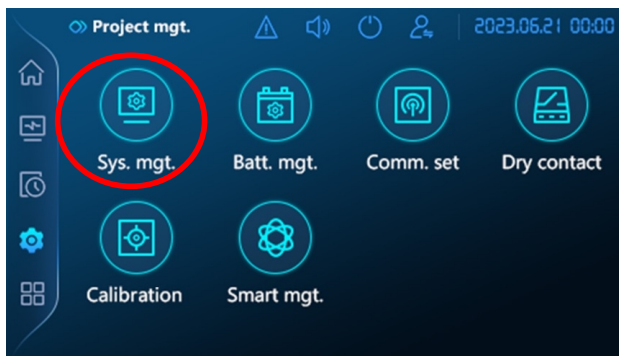 Project mgt.
2023.06.21 00:00
Sys. mgt.
Batt. mgt.
Comm. set
Dry contact
Calibration
Smart mgt.